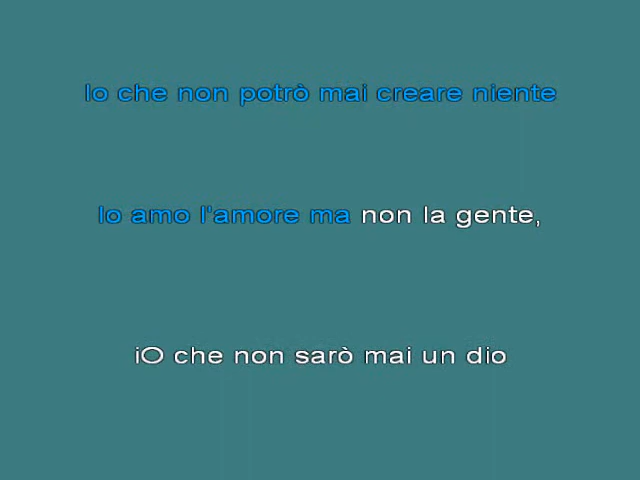 Io che non potrò mai creare niente
Io amo l'amore ma non la gente,
iO che non sarò mai un dio